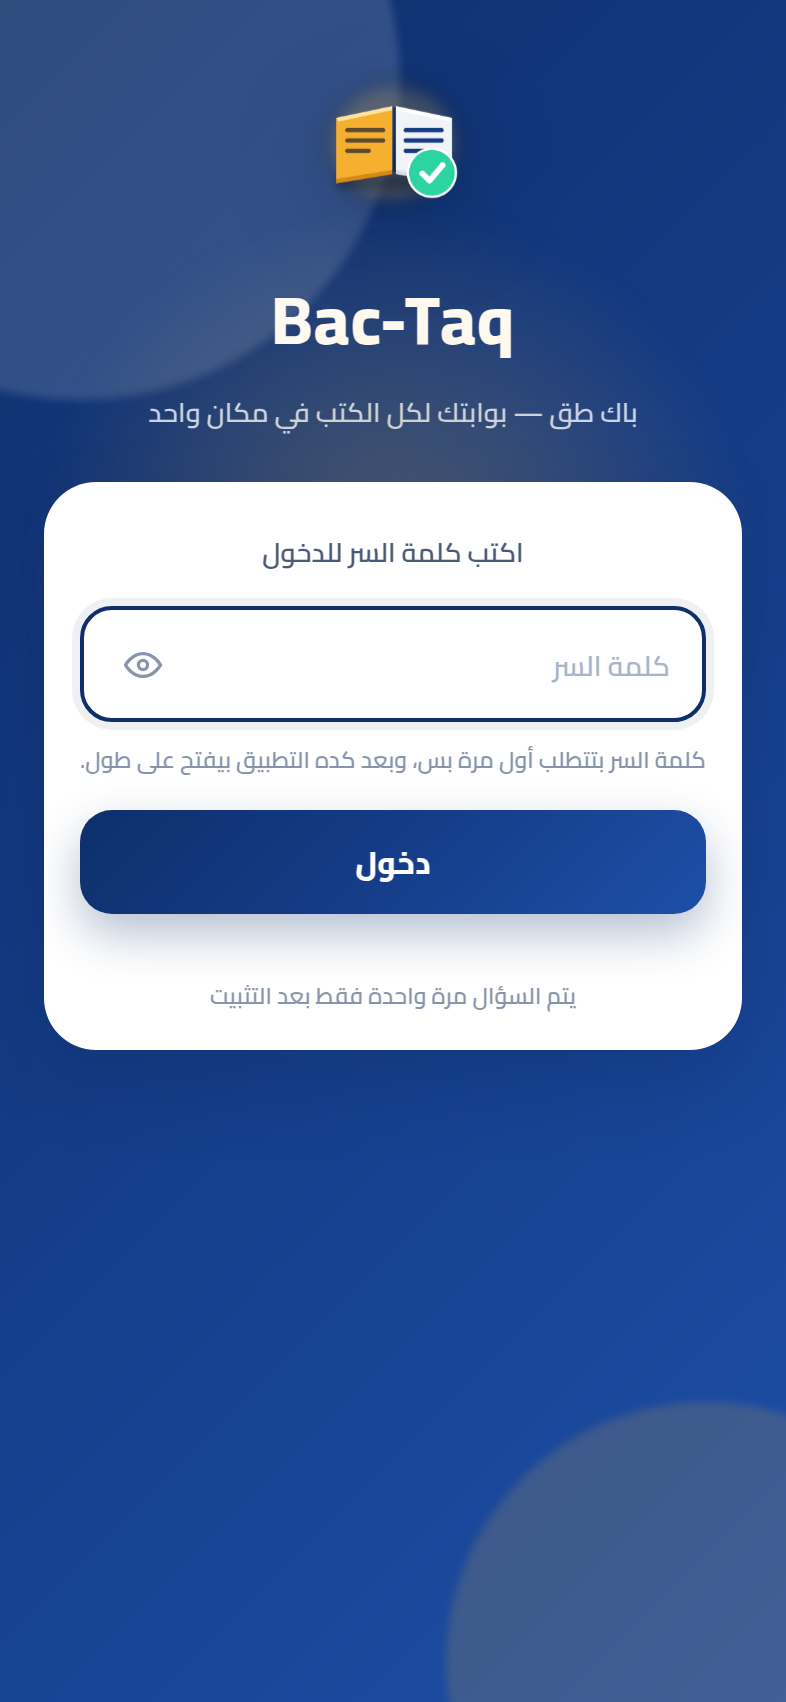 Bac-Taq
باك طق — بوابتك لكل الكتب في مكان واحد
اكتب كلمة السر للدخول
كلمة السر
كلمة السر بتتطلب أول مرة بس، وبعد كده التطبيق بيفتح على طول.
دخول
يتم السؤال مرة واحدة فقط بعد التثبيت